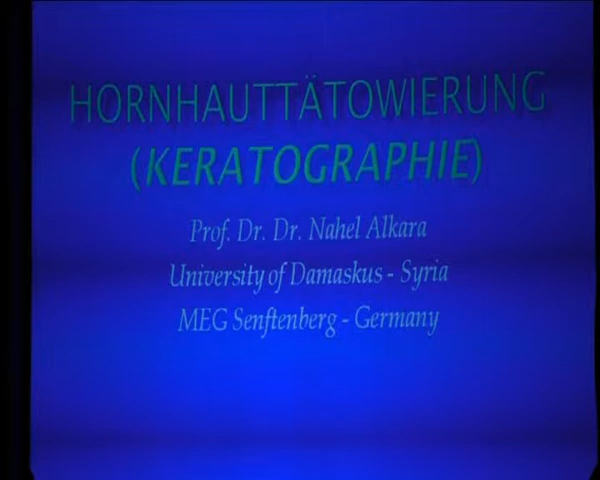 HORNHAUTTÄTOWIERUNG
(KERATOGRAPHIE)
Prof. Dr. Dr. Nahel Alkara
University of Damaskus - Syria
MEG Senftenberg - Germany